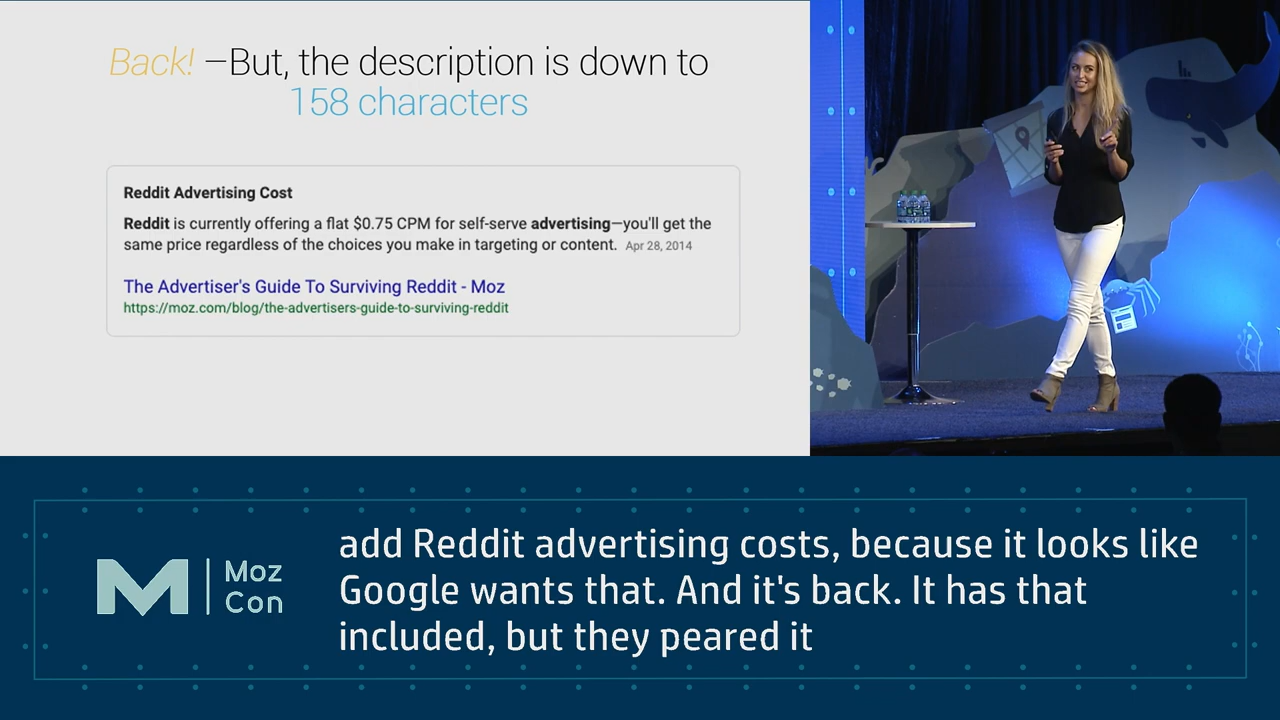 Back! –But, the description is down to
158 characters
Reddit Advertising Cost
Reddit is currently offering a flat $0.75 CPM for self-serve advertising—you'll get the
same price regardless of the choices you make in targeting or content. Apr 28, 2014
The Advertiser's Guide To Surviving Reddit - Moz
https://moz.com/blog/the-advertisers-guide-to-surviving-reddit
Moz
Con
add Reddit advertising costs, because it looks like
Google wants that. And it's back. It has that
included, but they peared it